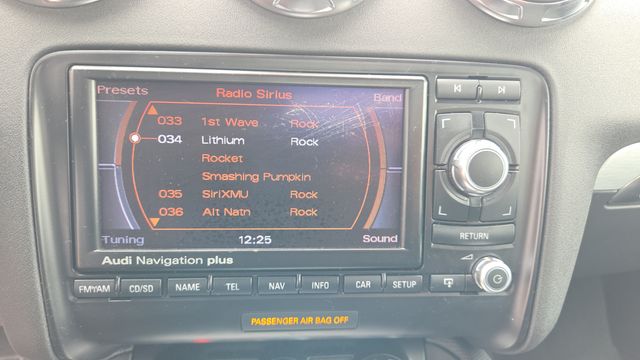 Presets Radio Sirius Band
033 1st Wave Rock
034 Lithium Rock
Rocket
Smashing Pumpkin
035 SiriXMU Rock
036 Alt Natn Rock
Tuning 12:25 Sound
Audi Navigation plus
RETURN
FM/AM CD/SD NAME TEL NAV INFO CAR SETUP
PASSENGER AIR BAG OFF